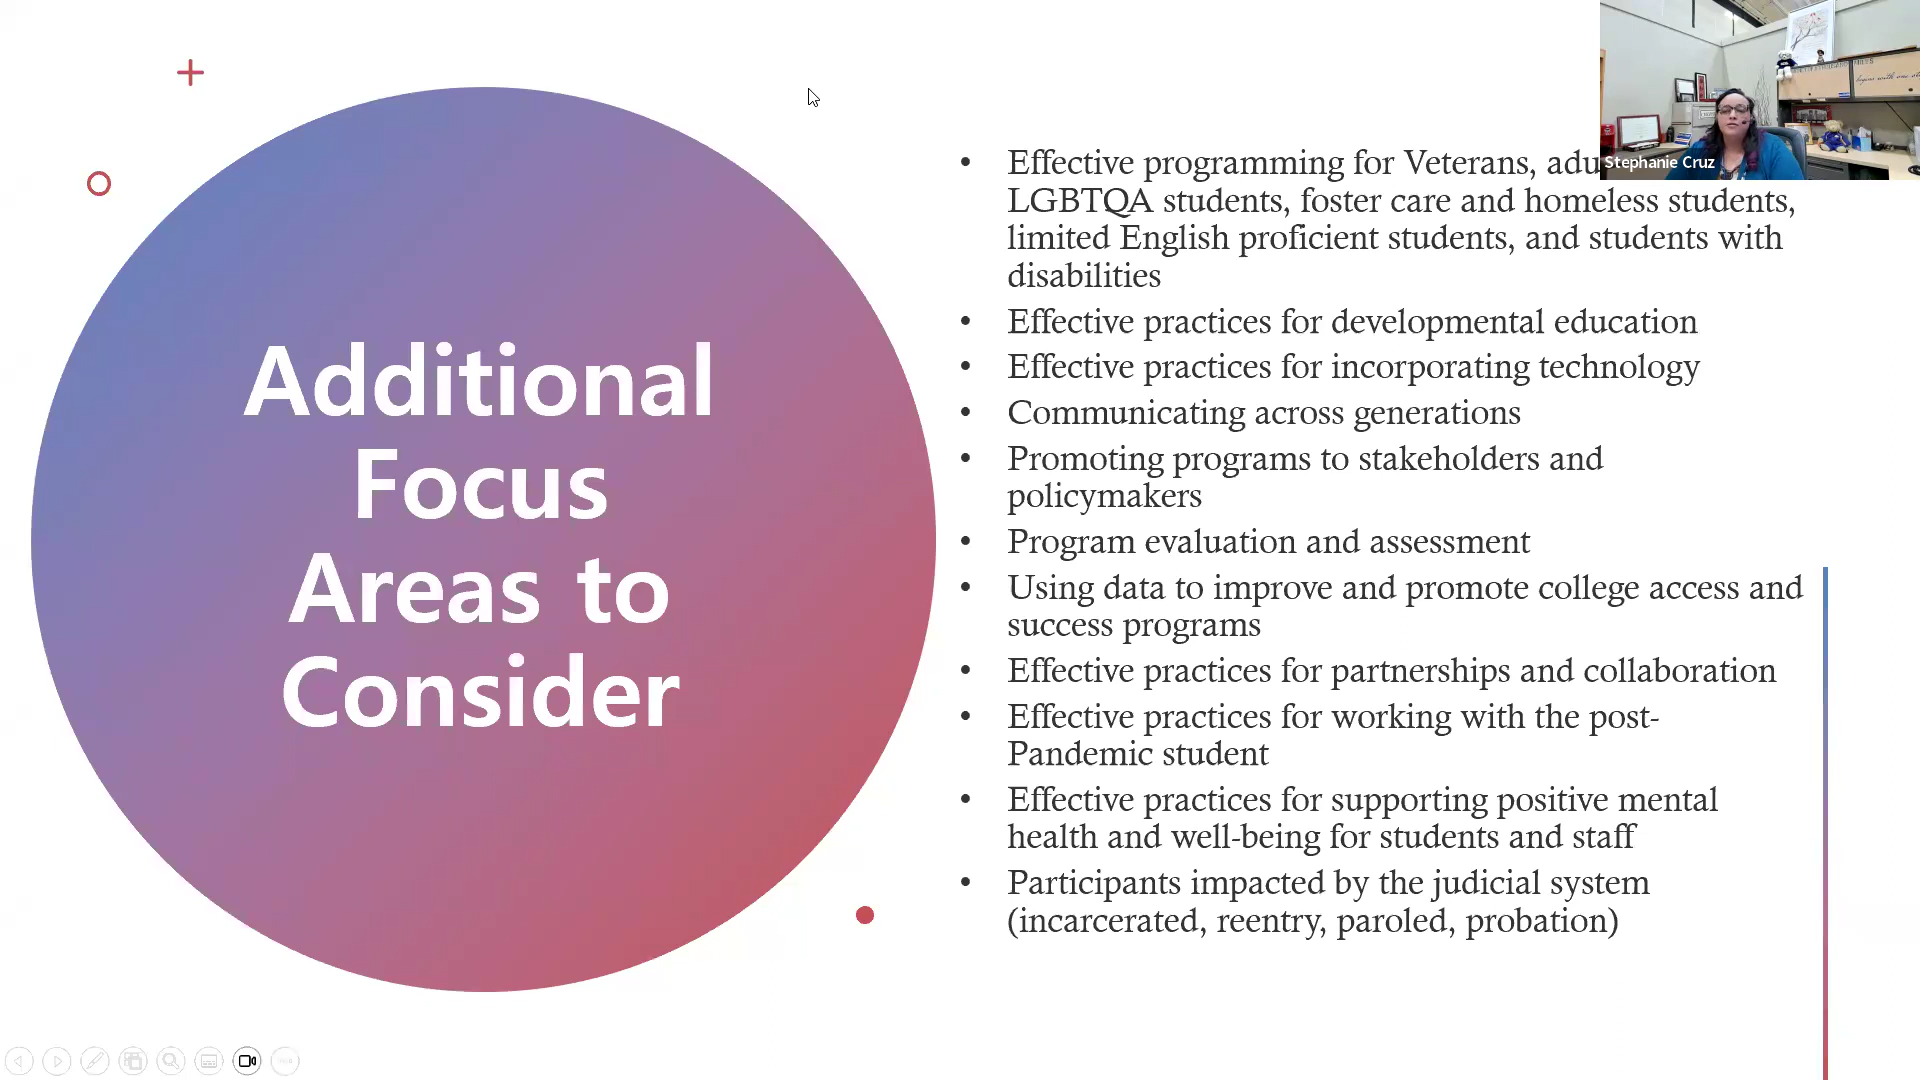 Additional
Focus
Areas to
Consider
• Effective programming for Veterans,
LGBTQA students, foster care and homeless students,
limited English proficient students, and students with
disabilities
• Effective practices for developmental education
• Effective practices for incorporating technology
• Communicating across generations
• Promoting programs to stakeholders and
policymakers
• Program evaluation and assessment
• Using data to improve and promote college access and
success programs
• Effective practices for partnerships and collaboration
• Effective practices for working with the post-
Pandemic student
• Effective practices for supporting positive mental
health and well-being for students and staff
• Participants impacted by the judicial system
(incarcerated, reentry, paroled, probation)
Stephanie Cruz